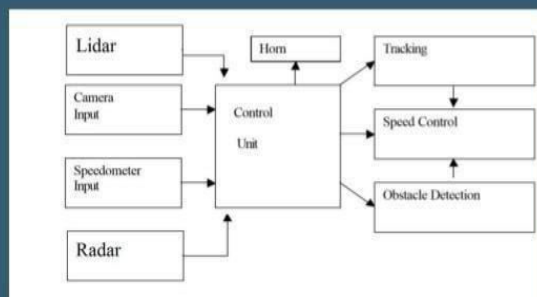 Lidar
Horn
Tracking
Camera
Input
Control
Unit
Speed Control
Speedometer
Input
Obstacle Detection
Radar